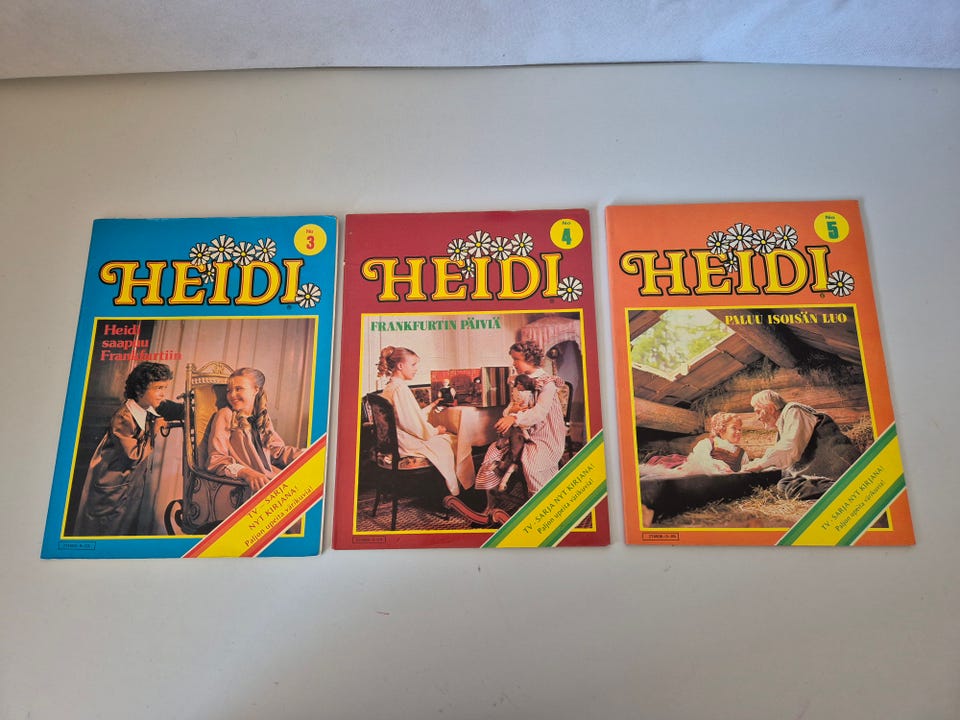 No
3
HEIDI
®
Heidi
saapuu
Frankfurtiin
TV - SARJA
NYT KIRJANA!
Paljon upeita värikuvia!
No
4
HEIDI
®
FRANKFURTIN PÄIVIÄ
TV - SARJA NYT KIRJANA!
Paljon upeita värikuvia!
No
5
HEIDI
®
PALUU ISOISÄN LUO
TV - SARJA NYT KIRJANA!
Paljon upeita värikuvia!